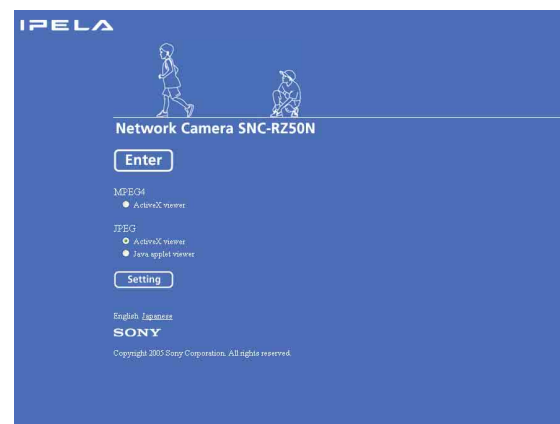 IPELA
Network Camera SNC-RZ50N
Enter
MPEG4
ActiveX viewer
JPEG
ActiveX viewer
Java applet viewer
Setting
English Japanese
SONY
Copyright 2005 Sony Corporation. All rights reserved.